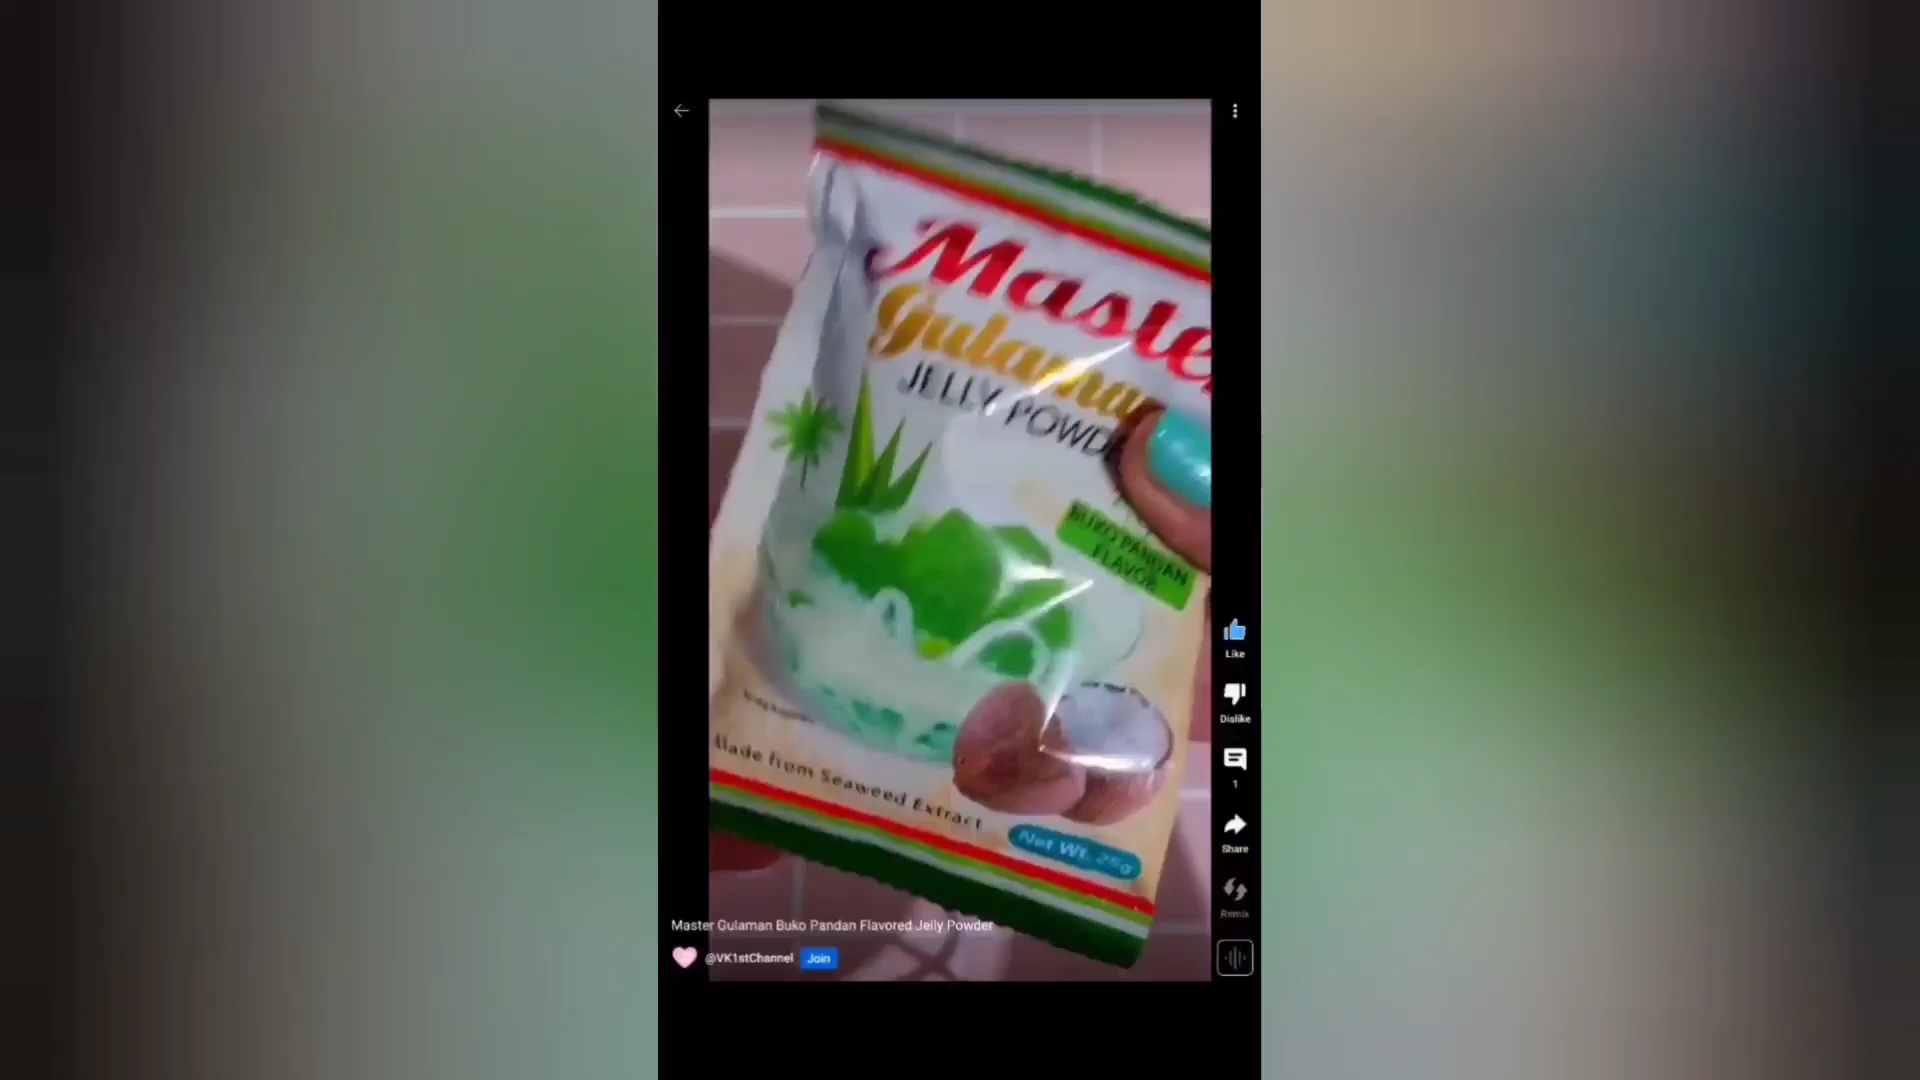 Maste
Gulaman
JELLY POWD
BUKO PANDAN
FLAVOR
Made from Seaweed Extract
Net Wt. 25g
Like
Dislike
1
Share
Remix
Master Gulaman Buko Pandan Flavored Jelly Powder
@VK1stChannel Join